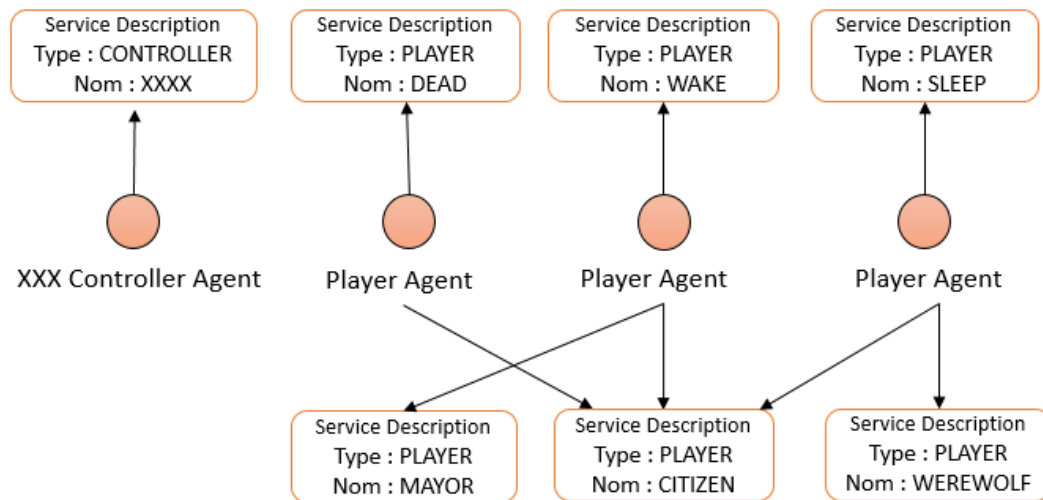 Service Description
Type : CONTROLLER
Nom : XXXX
Service Description
Type : PLAYER
Nom : DEAD
Service Description
Type : PLAYER
Nom : WAKE
Service Description
Type : PLAYER
Nom : SLEEP
XXX Controller Agent
Player Agent
Player Agent
Player Agent
Service Description
Type : PLAYER
Nom : MAYOR
Service Description
Type : PLAYER
Nom : CITIZEN
Service Description
Type : PLAYER
Nom : WEREWOLF